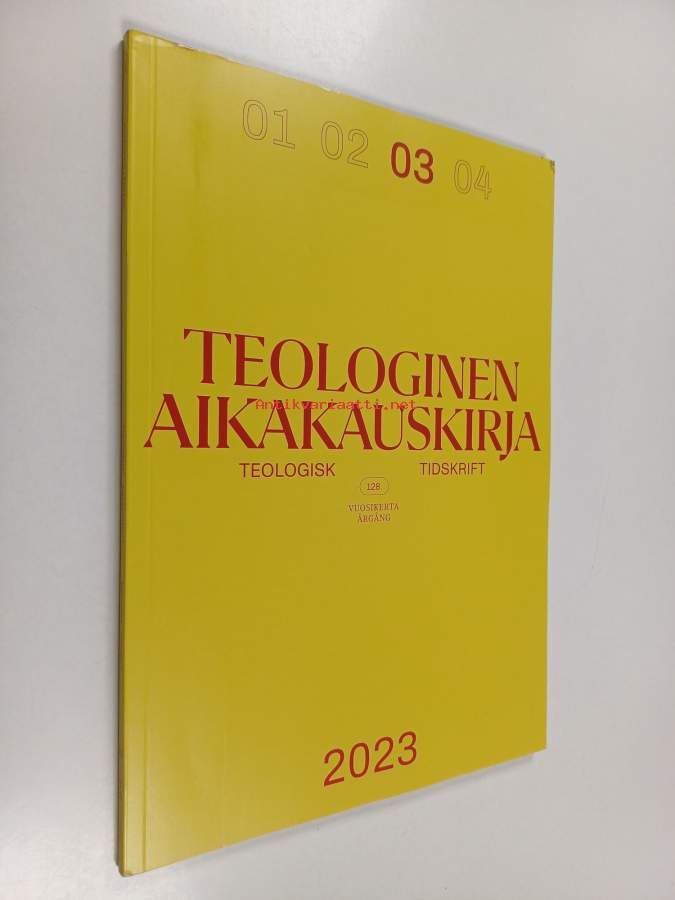 01 02 03 04
TEOLOGINEN
Antikvariaatti.net
AIKAKAUSKIRJA
TEOLOGISK TIDSKRIFT
128.
VUOSIKERTA
ÅRGÅNG
2023